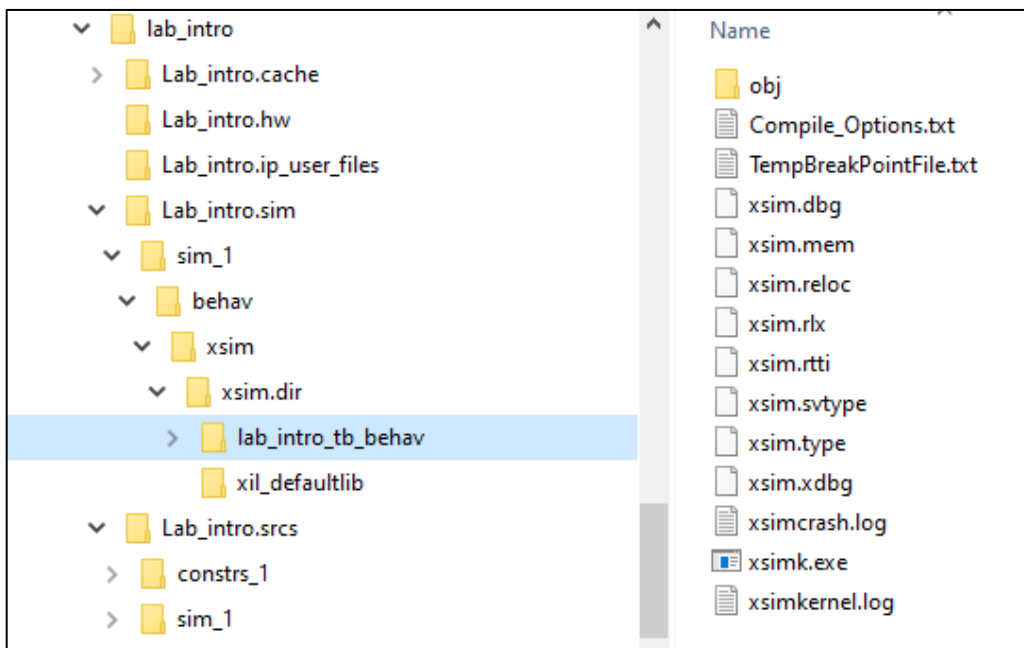 lab_intro
Lab_intro.cache
Lab_intro.hw
Lab_intro.ip_user_files
Lab_intro.sim
sim_1
behav
xsim
xsim.dir
lab_intro_tb_behav
xil_defaultlib
Lab_intro.srcs
constrs_1
sim_1
Name
obj
Compile_Options.txt
TempBreakPointFile.txt
xsim.dbg
xsim.mem
xsim.reloc
xsim.rlx
xsim.rtti
xsim.svtype
xsim.type
xsim.xdbg
xsimcrash.log
xsimk.exe
xsimkernel.log